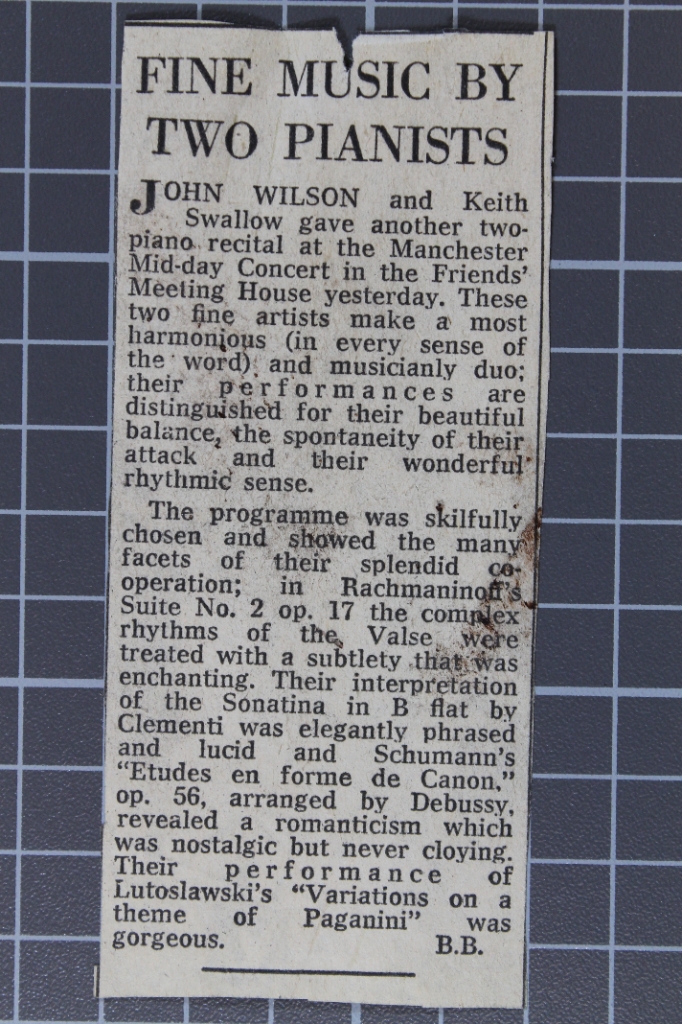 FINE MUSIC BY
TWO PIANISTS
JOHN WILSON and Keith
Swallow gave another two-
piano recital at the Manchester
Mid-day Concert in the Friends'
Meeting House yesterday. These
two fine artists make a most
harmonious (in every sense of
the word) and musicianly duo;
their performances are
distinguished for their beautiful
balance, the spontaneity of their
attack and their wonderful
rhythmic sense.
The programme was skilfully
chosen and showed the many
facets of their splendid co-
operation; in Rachmaninoff's
Suite No. 2 op. 17 the complex
rhythms of the Valse were
treated with a subtlety that was
enchanting. Their interpretation
of the Sonatina in B flat by
Clementi was elegantly phrased
and lucid and Schumann's
"Etudes en forme de Canon,"
op. 56, arranged by Debussy,
revealed a romanticism which
was nostalgic but never cloying.
Their performance of
Lutoslawski's "Variations on a
theme of Paganini" was
gorgeous. B.B.